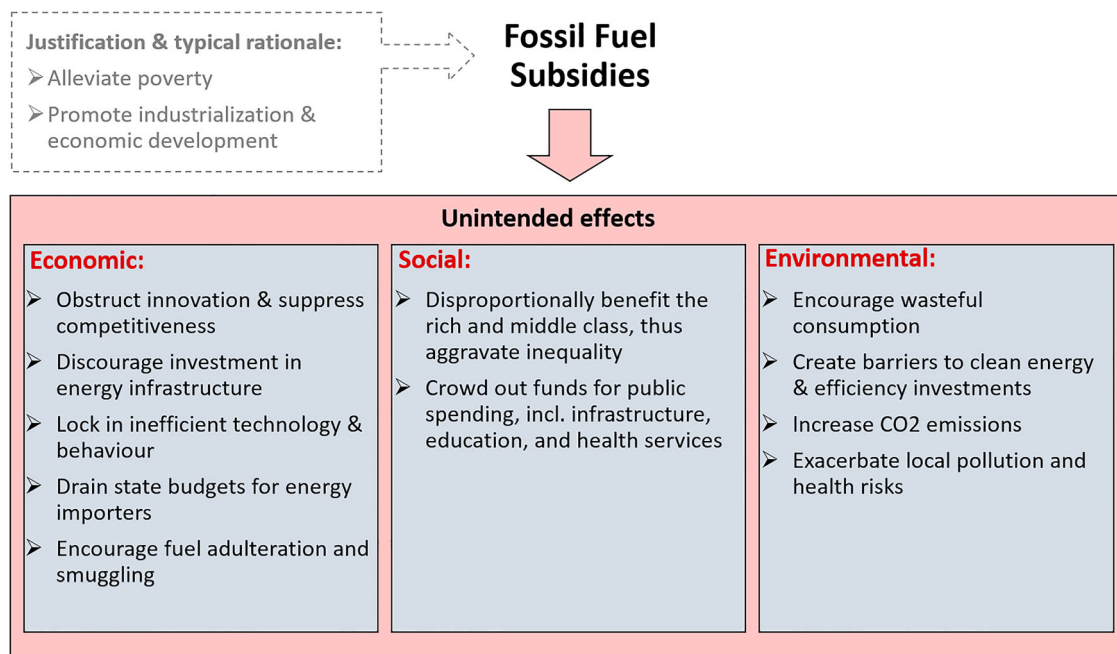 Justification & typical rationale:
➢ Alleviate poverty
➢ Promote industrialization &
economic development
Fossil Fuel
Subsidies
Unintended effects
Economic:
➢ Obstruct innovation & suppress
competitiveness
➢ Discourage investment in
energy infrastructure
➢ Lock in inefficient technology &
behaviour
➢ Drain state budgets for energy
importers
➢ Encourage fuel adulteration and
smuggling
Social:
➢ Disproportionally benefit the
rich and middle class, thus
aggravate inequality
➢ Crowd out funds for public
spending, incl. infrastructure,
education, and health services
Environmental:
➢ Encourage wasteful
consumption
➢ Create barriers to clean energy
& efficiency investments
➢ Increase CO2 emissions
➢ Exacerbate local pollution and
health risks